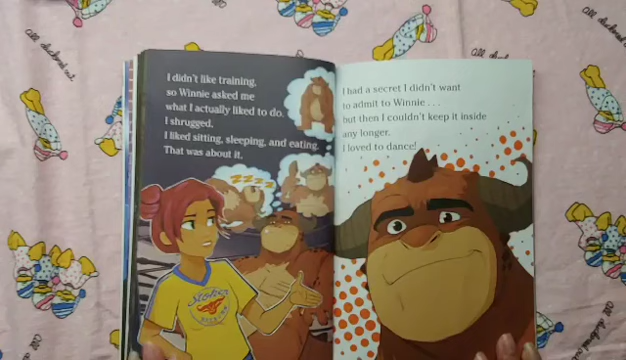 I didn't like training,
so Winnie asked me
what I actually liked to do.
I shrugged.
I liked sitting, sleeping, and eating.
That was about it.
zzzz
I had a secret I didn't want
to admit to Winnie . . .
but then I couldn't keep it inside
any longer.
I loved to dance!